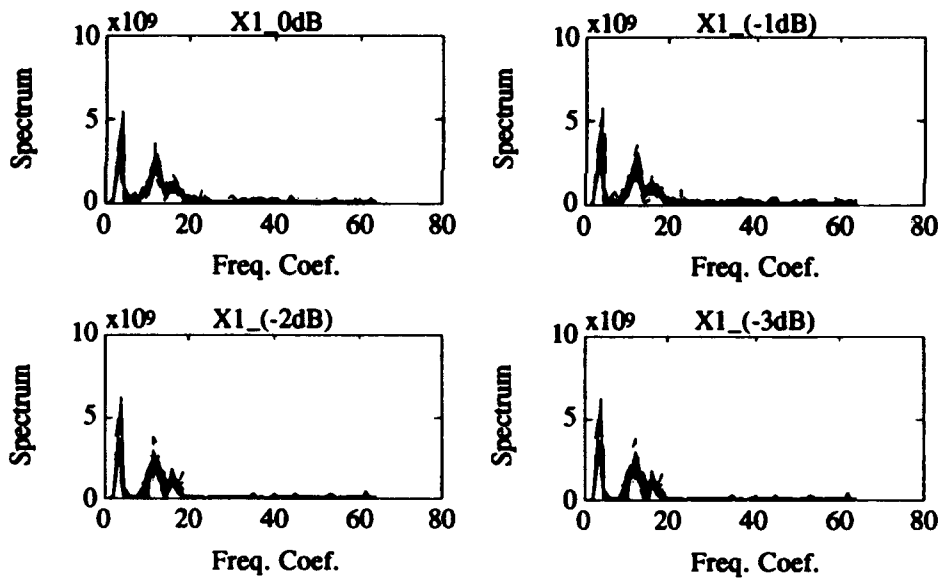 x10⁹ X1_0dB
10
5
0
Spectrum
0 20 40 60 80
Freq. Coef.
x10⁹ X1_(-1dB)
10
5
0
Spectrum
0 20 40 60 80
Freq. Coef.
x10⁹ X1_(-2dB)
10
5
0
Spectrum
0 20 40 60 80
Freq. Coef.
x10⁹ X1_(-3dB)
10
5
0
Spectrum
0 20 40 60 80
Freq. Coef.